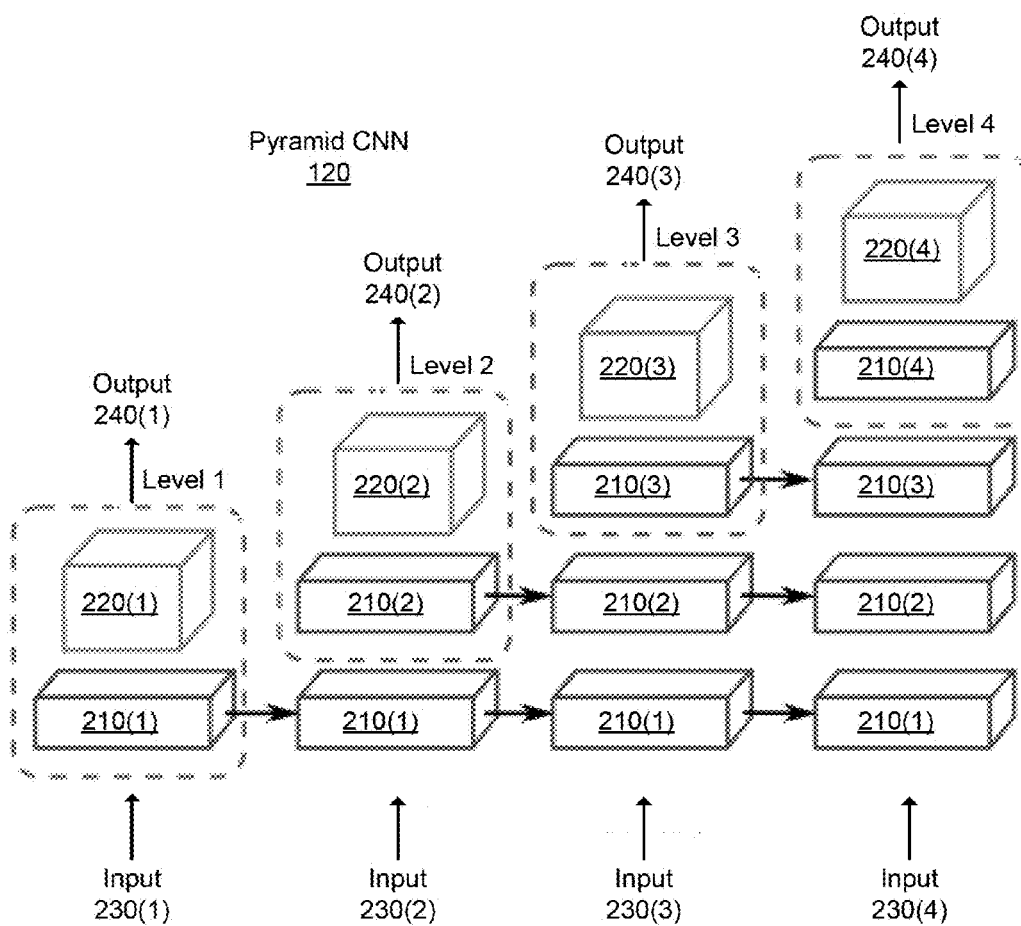 Output
240(4)
Level 4
Pyramid CNN
120
Output
240(3)
Level 3
220(4)
Output
240(2)
Level 2
220(3)
210(4)
Output
240(1)
Level 1
220(2)
210(3)
210(3)
220(1)
210(2)
210(2)
210(2)
210(1)
210(1)
210(1)
210(1)
Input
230(1)
Input
230(2)
Input
230(3)
Input
230(4)